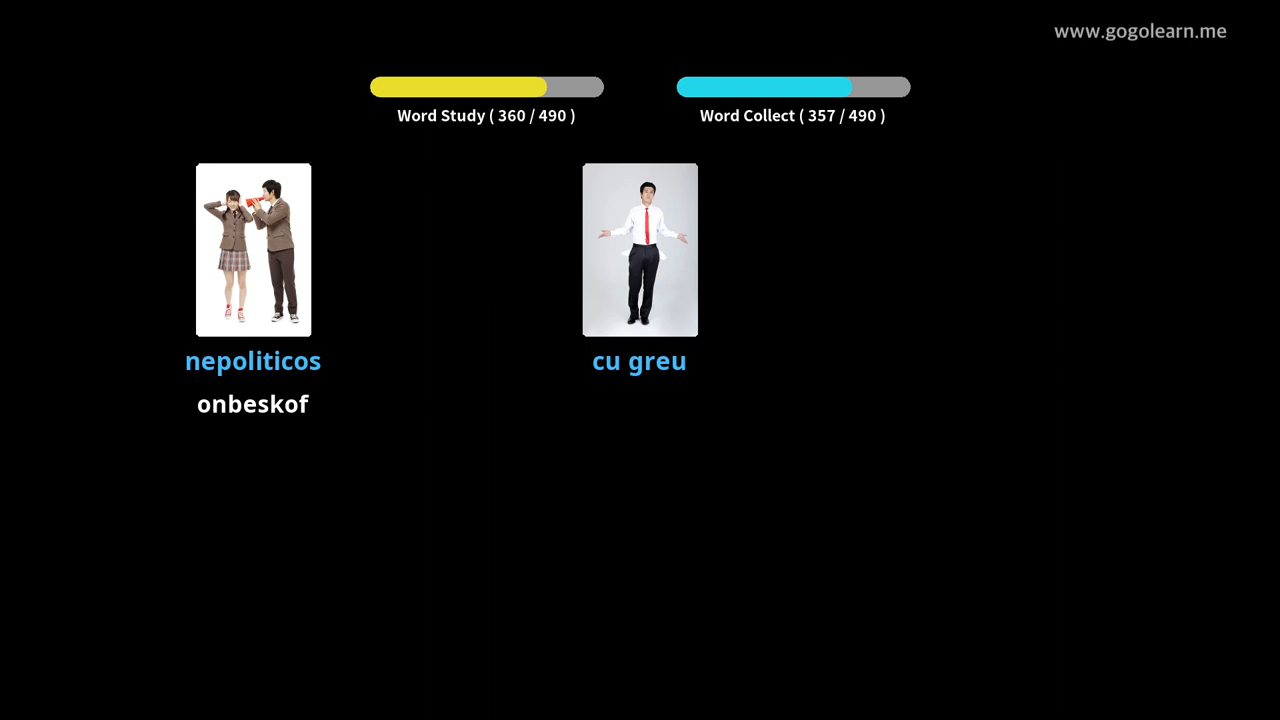 www.gogolearn.me
Word Study ( 360 / 490 )
Word Collect ( 357 / 490 )
nepoliticos
cu greu
onbeskof